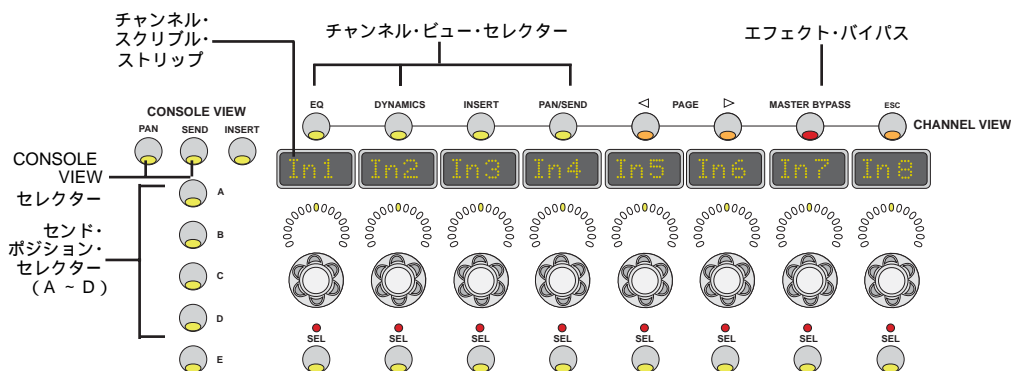 チャンネル・
スクリブル・
ストリップ
チャンネル・ビュー・セレクター
エフェクト・バイパス
EQ
DYNAMICS
INSERT
PAN/SEND
◁ PAGE ▷
MASTER BYPASS
ESC
CHANNEL VIEW
CONSOLE VIEW
PAN
SEND
INSERT
In1
In2
In3
In4
In5
In6
In7
In8
CONSOLE
VIEW
セレクター
センド・
ポジション・
セレクター
（A ~ D）
A
B
C
D
E
SEL
SEL
SEL
SEL
SEL
SEL
SEL
SEL